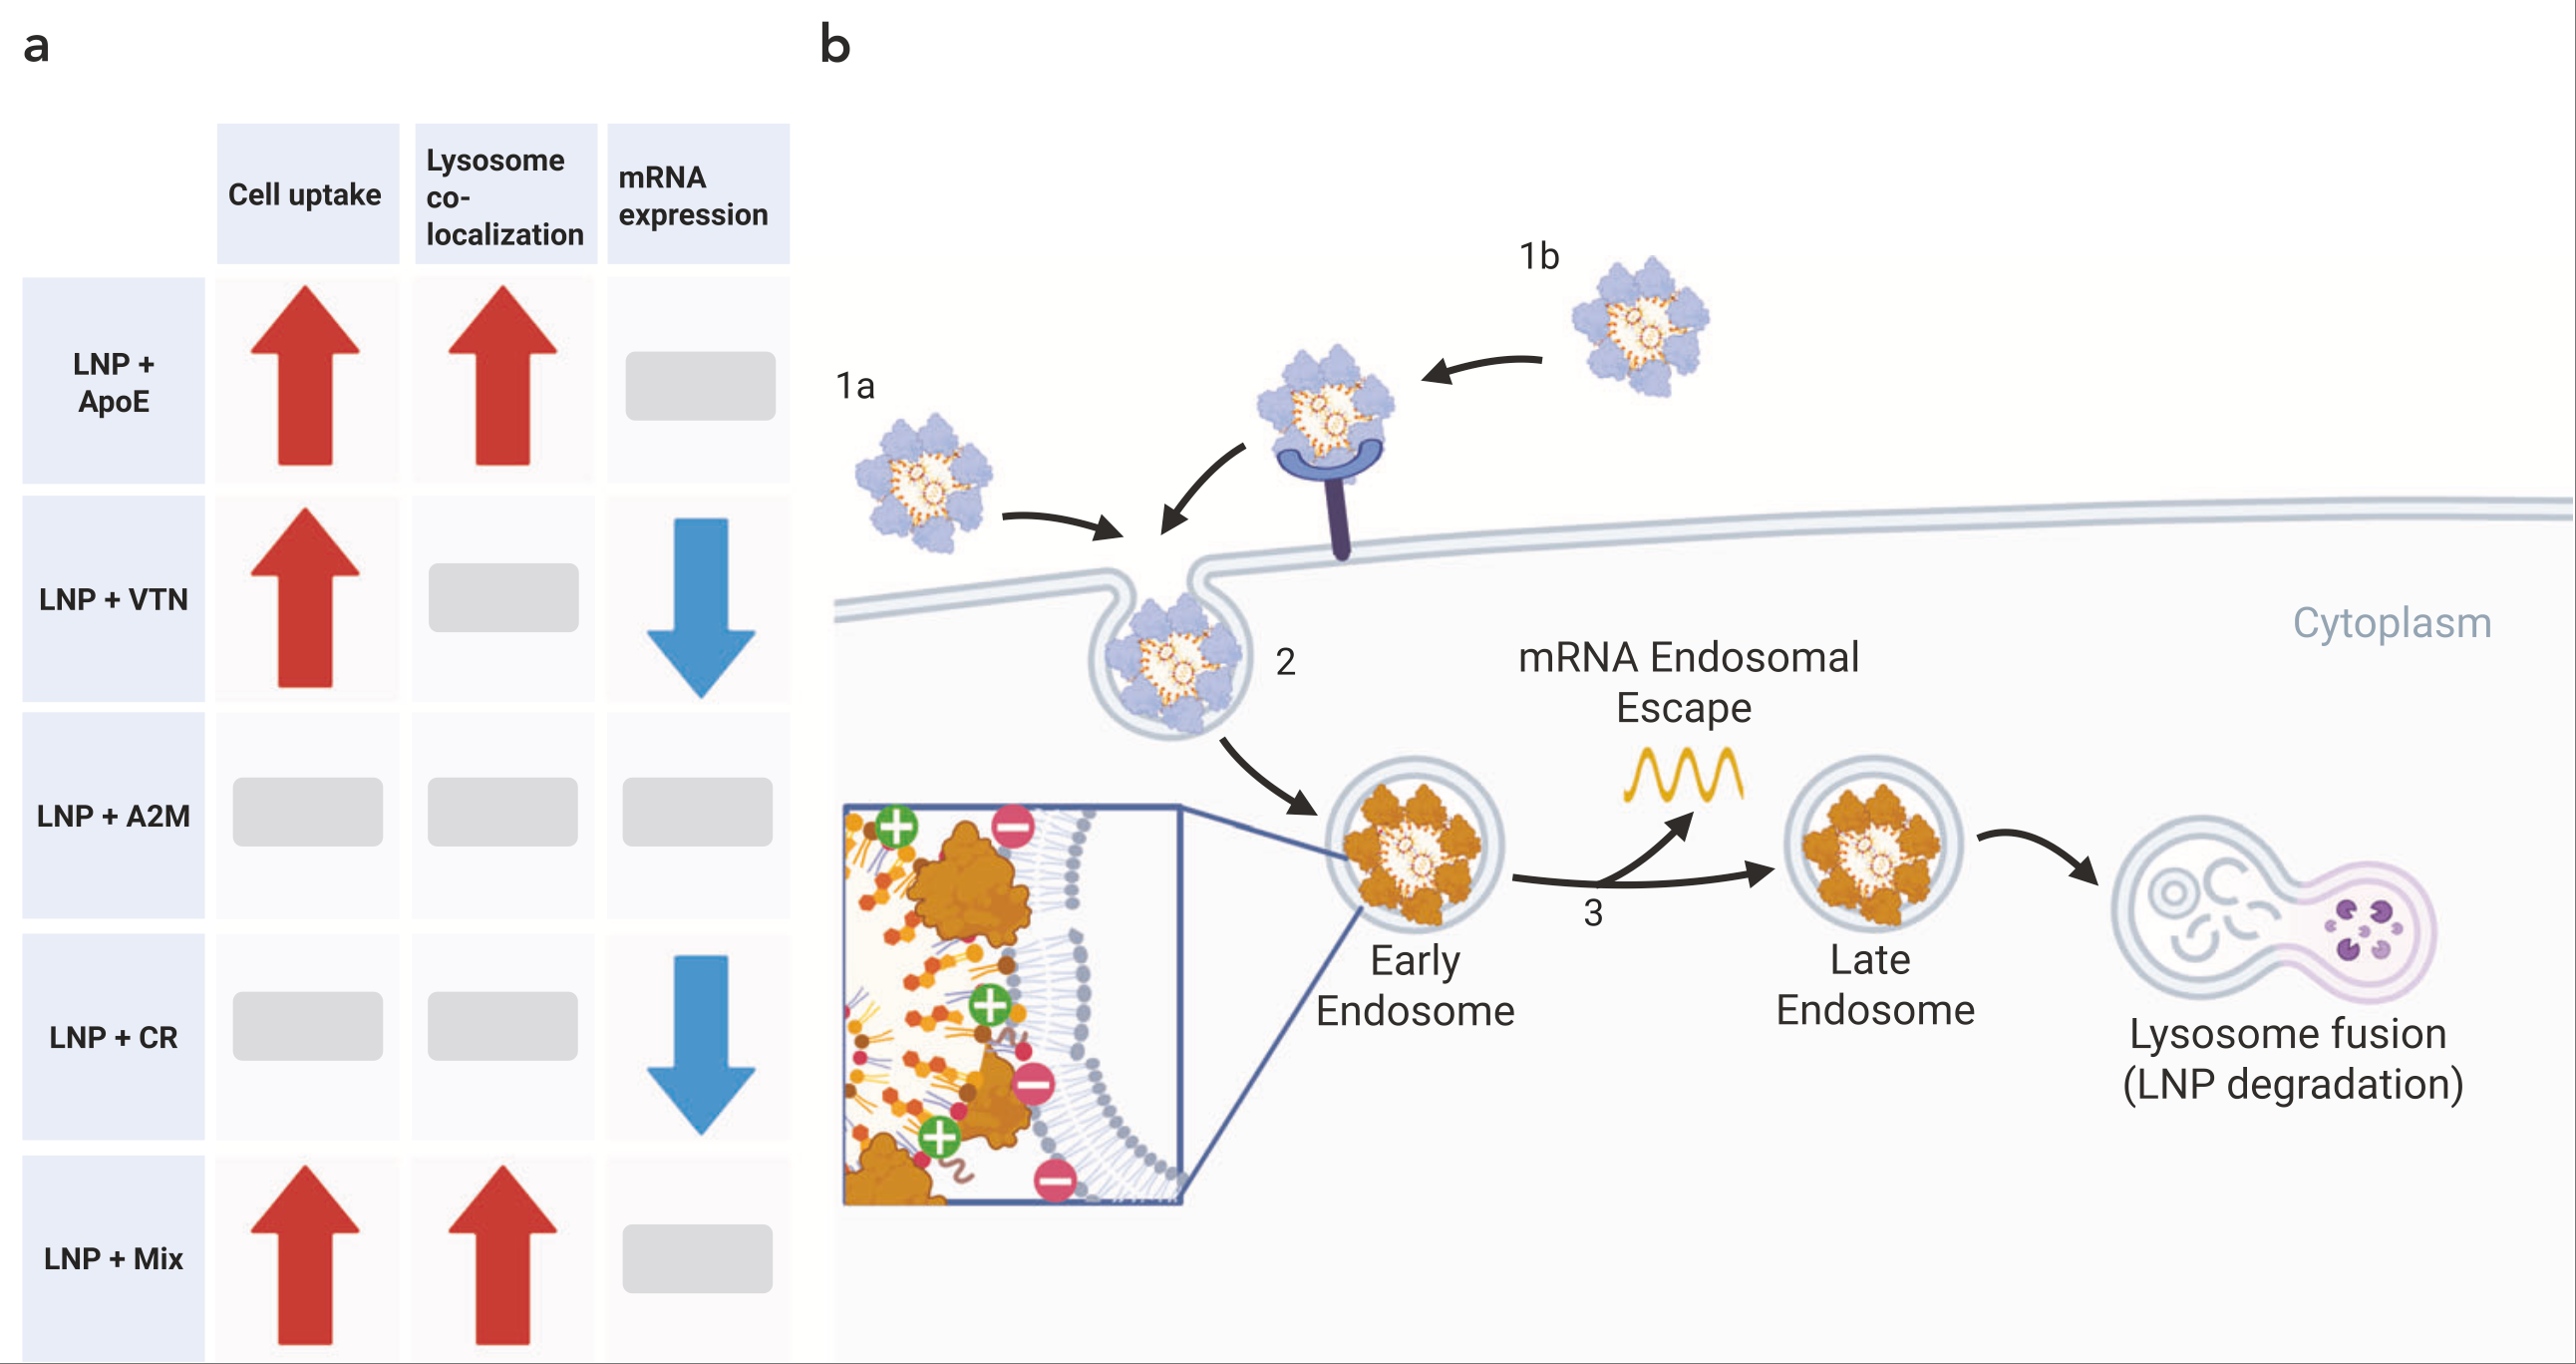 a
b
Cell uptake
Lysosome
co-
localization
mRNA
expression
LNP +
ApoE
LNP + VTN
LNP + A2M
LNP + CR
LNP + Mix
1a
1b
2
Cytoplasm
mRNA Endosomal
Escape
3
Early
Endosome
Late
Endosome
Lysosome fusion
(LNP degradation)